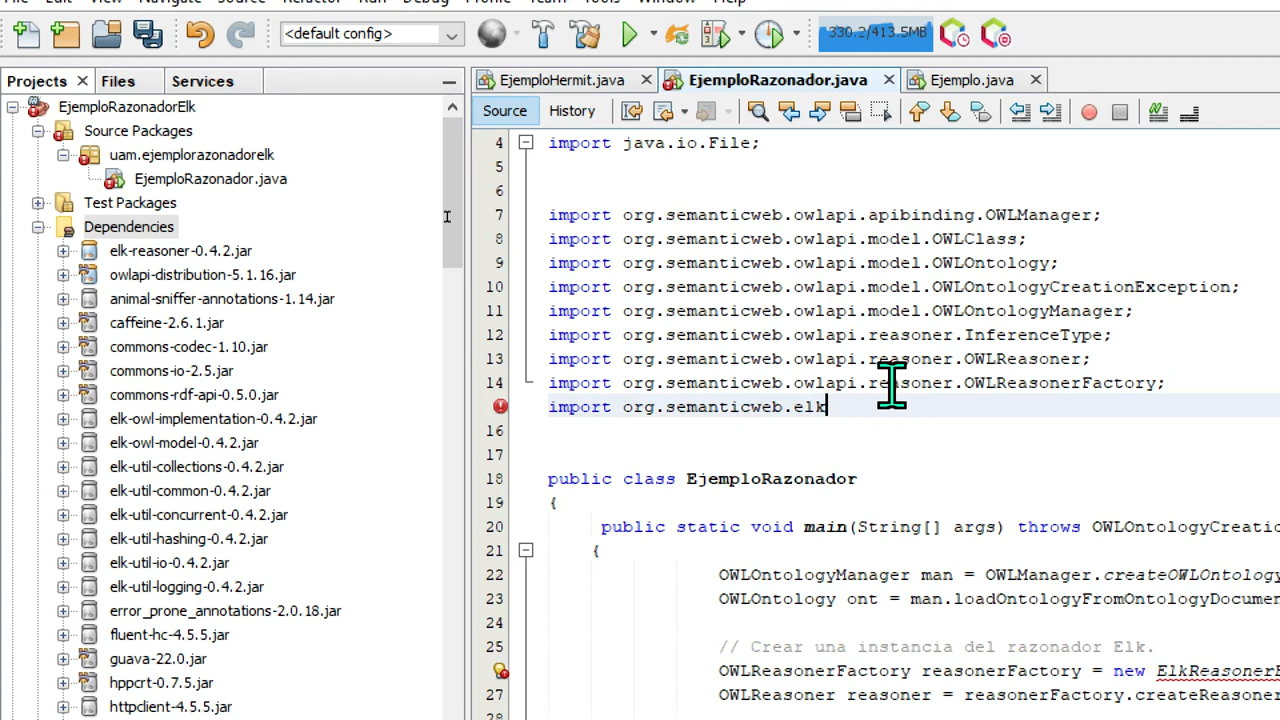 <default config>
330.2/413.5MB
Projects
Files
Services
EjemploRazonadorElk
Source Packages
uam.ejemplorazonadorelk
EjemploRazonador.java
Test Packages
Dependencies
elk-reasoner-0.4.2.jar
owlapi-distribution-5.1.16.jar
animal-sniffer-annotations-1.14.jar
caffeine-2.6.1.jar
commons-codec-1.10.jar
commons-io-2.5.jar
commons-rdf-api-0.5.0.jar
elk-owl-implementation-0.4.2.jar
elk-owl-model-0.4.2.jar
elk-util-collections-0.4.2.jar
elk-util-common-0.4.2.jar
elk-util-concurrent-0.4.2.jar
elk-util-hashing-0.4.2.jar
elk-util-io-0.4.2.jar
elk-util-logging-0.4.2.jar
error_prone_annotations-2.0.18.jar
fluent-hc-4.5.5.jar
guava-22.0.jar
hppcrt-0.7.5.jar
httpclient-4.5.5.jar
EjemploHermit.java
EjemploRazonador.java
Ejemplo.java
Source
History
4 import java.io.File;
5
6
7 import org.semanticweb.owlapi.apibinding.OWLManager;
8 import org.semanticweb.owlapi.model.OWLClass;
9 import org.semanticweb.owlapi.model.OWLOntology;
10 import org.semanticweb.owlapi.model.OWLOntologyCreationException;
11 import org.semanticweb.owlapi.model.OWLOntologyManager;
12 import org.semanticweb.owlapi.reasoner.InferenceType;
13 import org.semanticweb.owlapi.reasoner.OWLReasoner;
14 import org.semanticweb.owlapi.reasoner.OWLReasonerFactory;
import org.semanticweb.elk
16
17
18 public class EjemploRazonador
19 {
20 public static void main(String[] args) throws OWLOntologyCreatio
21 {
22 OWLOntologyManager man = OWLManager.createOWLOntology
23 OWLOntology ont = man.loadOntologyFromOntologyDocumen
24
25 // Crear una instancia del razonador Elk.
OWLReasonerFactory reasonerFactory = new ElkReasoner
27 OWLReasoner reasoner = reasonerFactory.createReasoner
28